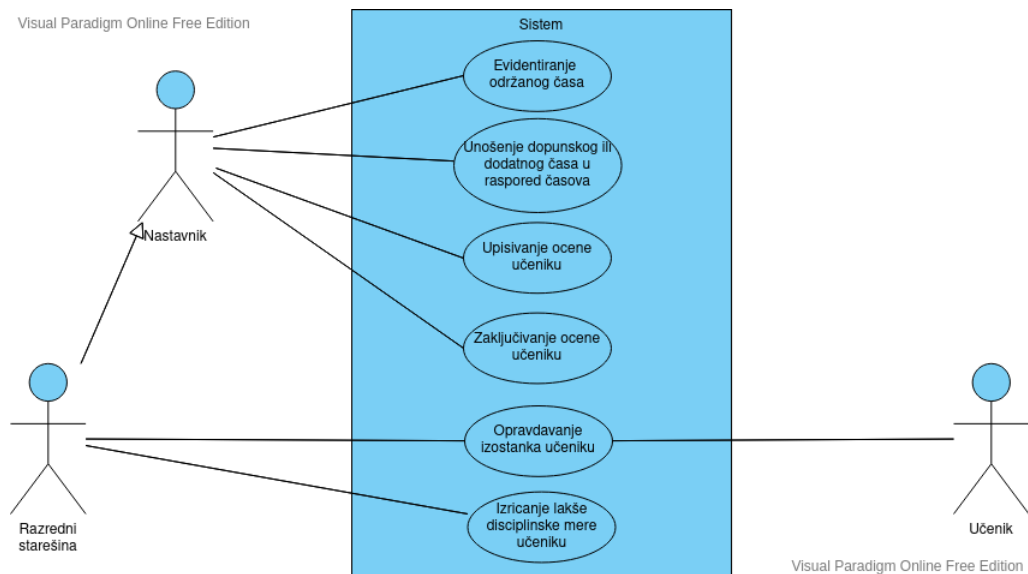 Visual Paradigm Online Free Edition
Sistem
Evidentiranje
održanog časa
Unošenje dopunskog ili
dodatnog časa u
raspored časova
Nastavnik
Upisivanje ocene
učeniku
Zaključivanje ocene
učeniku
Opravdavanje
izostanka učeniku
Izricanje lakše
disciplinske mere
učeniku
Razredni
starešina
Učenik
Visual Paradigm Online Free Edition